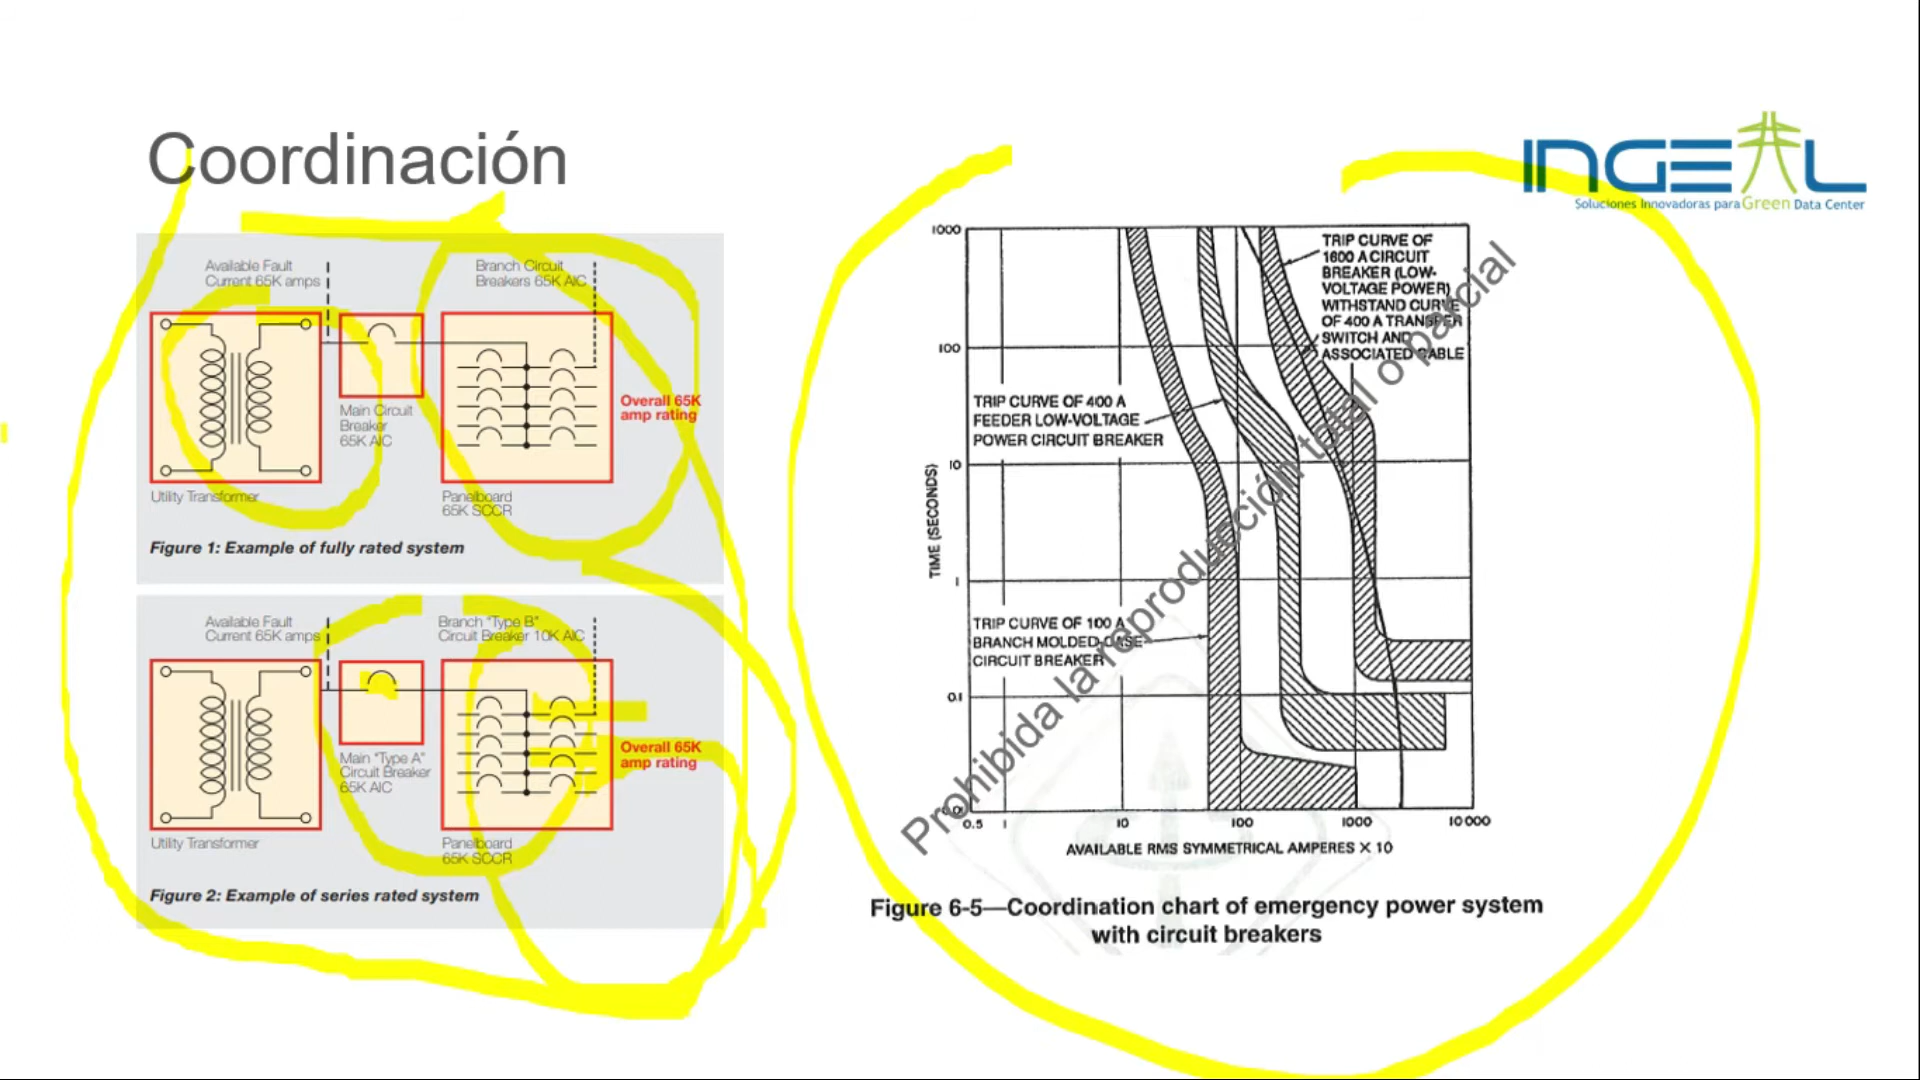 Coordinación
INGEAL
Soluciones Innovadoras para Green Data Center
Available Fault
Current 65K amps
Branch Circuit
Breakers 65K AIC
Main Circuit
Breaker
65K AIC
Overall 65K
amp rating
Utility Transformer
Panelboard
65K SCCR
Figure 1: Example of fully rated system
Available Fault
Current 65K amps
Branch "Type B"
Circuit Breaker 10K AIC
Main "Type A"
Circuit Breaker
65K AIC
Overall 65K
amp rating
Utility Transformer
Panelboard
65K SCCR
Figure 2: Example of series rated system
1000
100
10
1
0.1
0.01
TIME (SECONDS)
TRIP CURVE OF
1600 A CIRCUIT
BREAKER (LOW-
VOLTAGE POWER)
WITHSTAND CURVE
OF 400 A TRANSFER
SWITCH AND
ASSOCIATED CABLE
TRIP CURVE OF 400 A
FEEDER LOW-VOLTAGE
POWER CIRCUIT BREAKER
TRIP CURVE OF 100 A
BRANCH MOLDED-CASE
CIRCUIT BREAKER
0.5 1 10 100 1000 10 000
AVAILABLE RMS SYMMETRICAL AMPERES X 10
Prohibida la reproducción total o parcial
Figure 6-5—Coordination chart of emergency power system
with circuit breakers